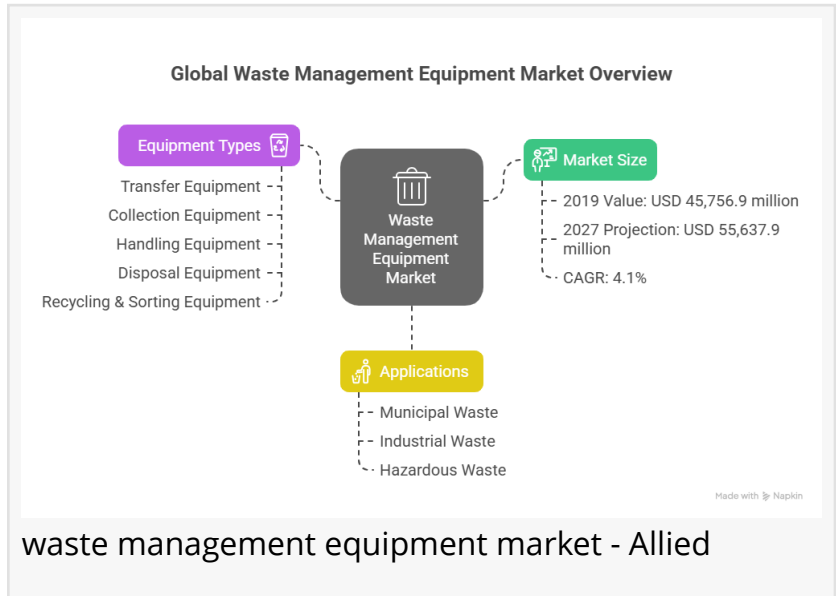 Global Waste Management Equipment Market Overview
Equipment Types
Transfer Equipment
Collection Equipment
Handling Equipment
Disposal Equipment
Recycling & Sorting Equipment
Waste
Management
Equipment
Market
Market Size
2019 Value: USD 45,756.9 million
2027 Projection: USD 55,637.9
million
CAGR: 4.1%
Applications
Municipal Waste
Industrial Waste
Hazardous Waste
Made with Napkin
waste management equipment market - Allied